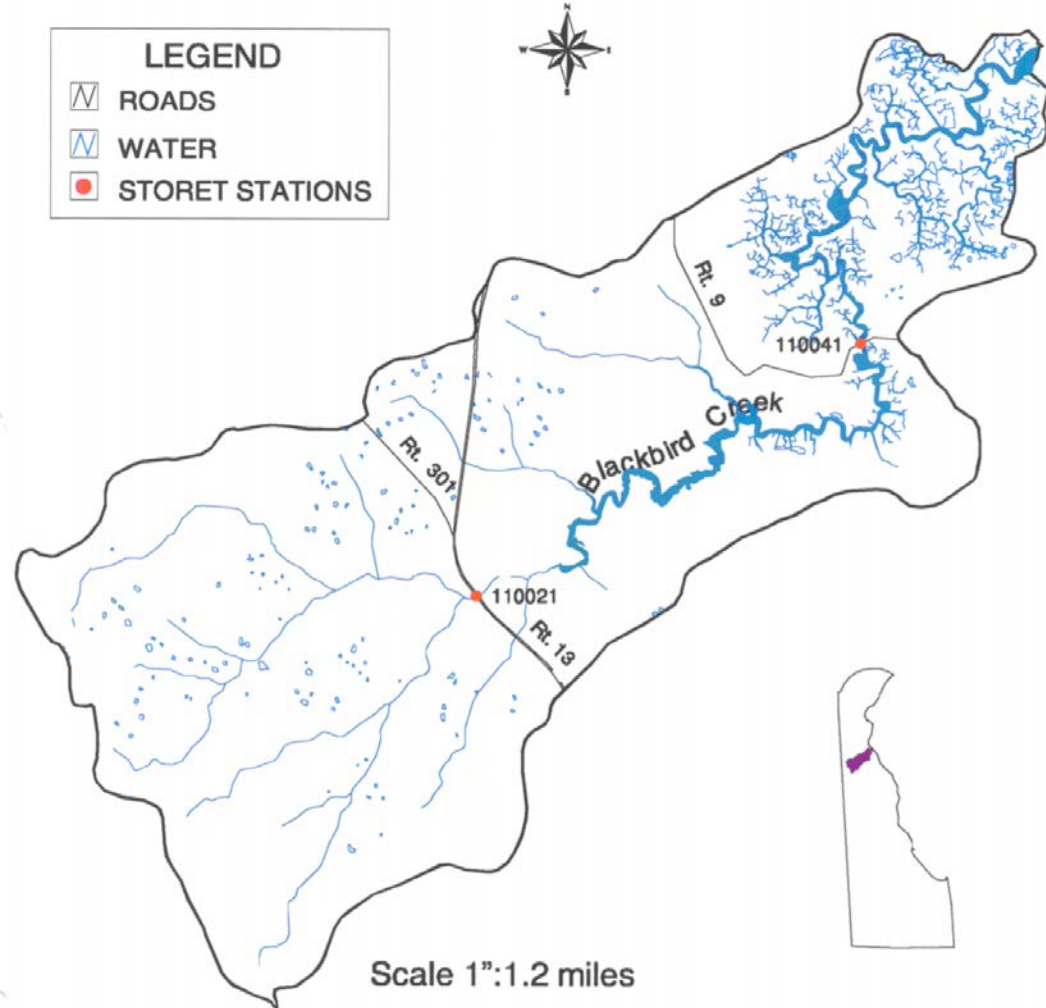 N
W
E
S
LEGEND
ROADS
WATER
STORET STATIONS
Rt. 9
110041
Blackbird Creek
Rt. 301
110021
Rt. 13
Scale 1":1.2 miles